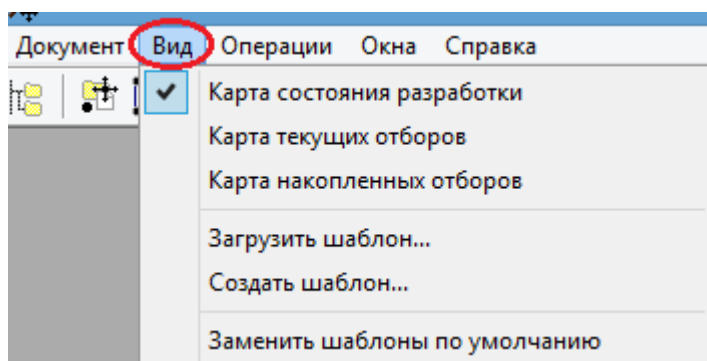 Документ Вид Операции Окна Справка
Карта состояния разработки
Карта текущих отборов
Карта накопленных отборов
Загрузить шаблон...
Создать шаблон...
Заменить шаблоны по умолчанию